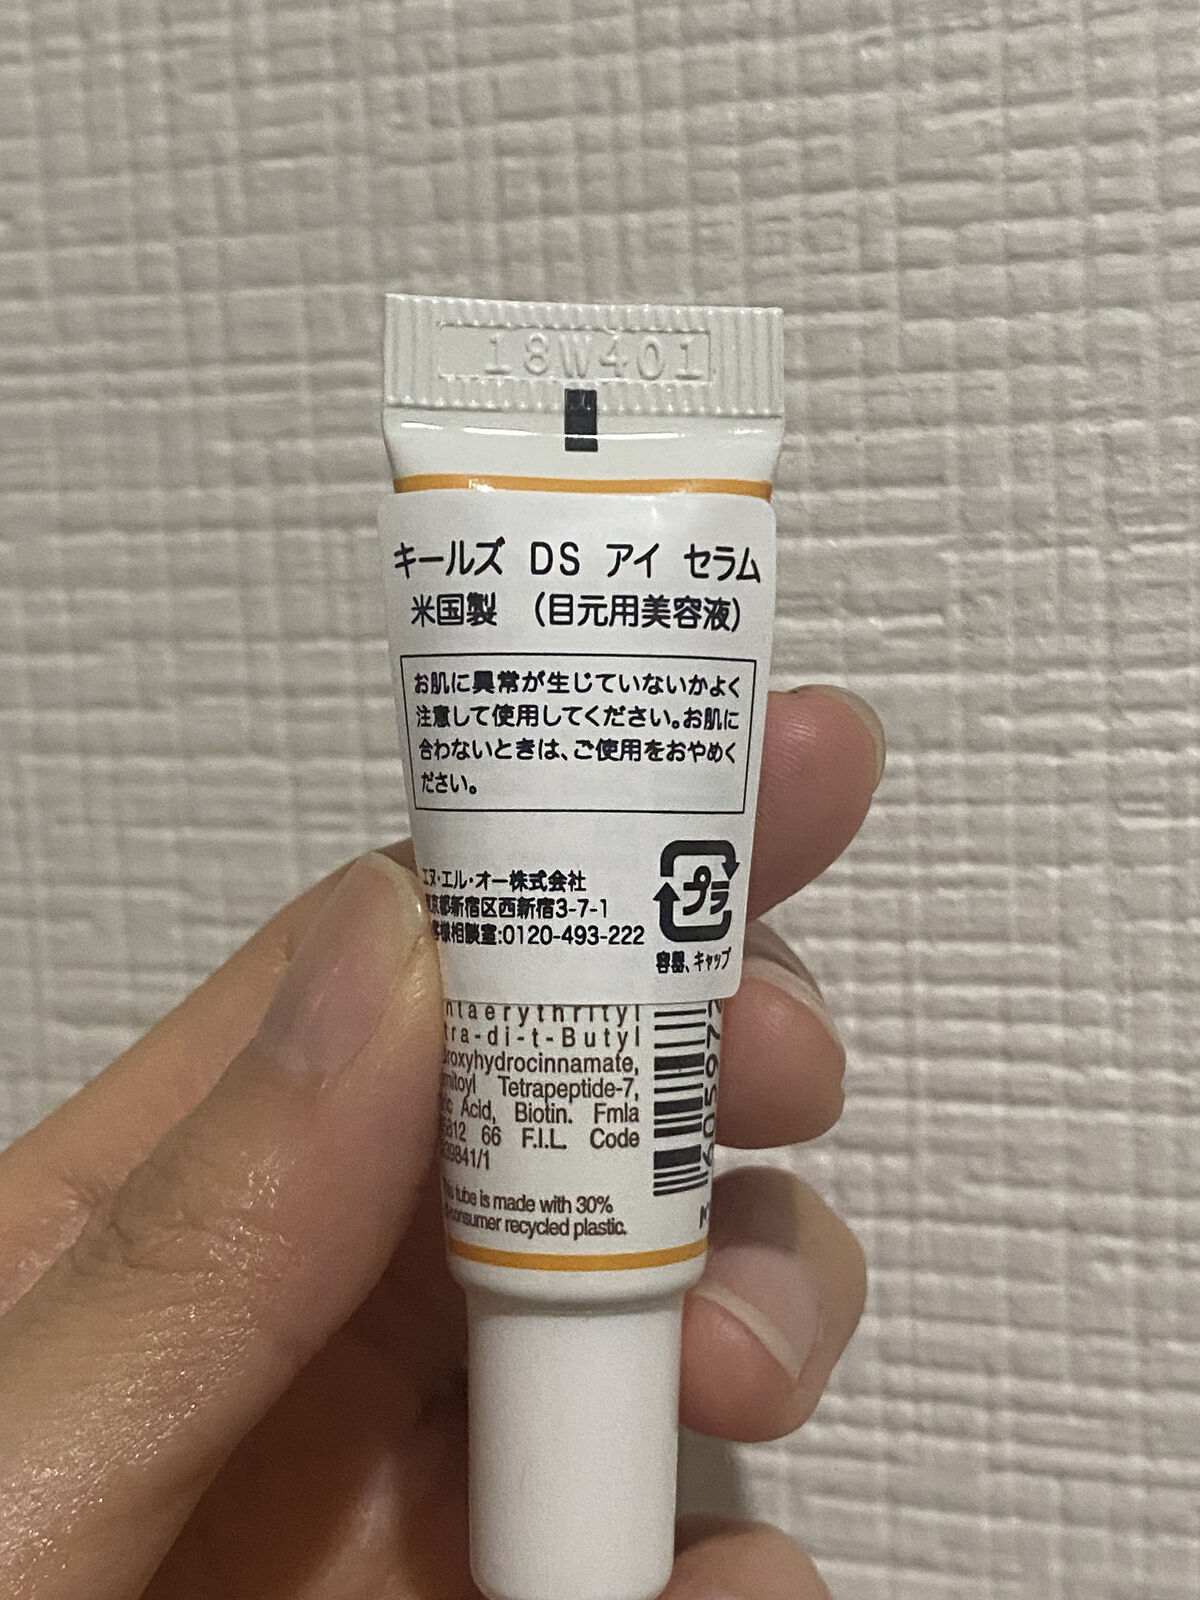 18W401
キールズ DS アイ セラム
米国製 (目元用美容液)
お肌に異常が生じていないかよく
注意して使用してください。お肌に
合わないときは、ご使用をおやめく
ださい。
エヌ・エル・オー株式会社
東京都新宿区西新宿3-7-1
お客様相談室:0120-493-222
プラ
容器、キャップ
di-t-Butyl
Tetrapeptide-7,
Acid, Biotin. Fmla
66 F.I.L. Code
tube is made with 30%
consumer recycled plastic.